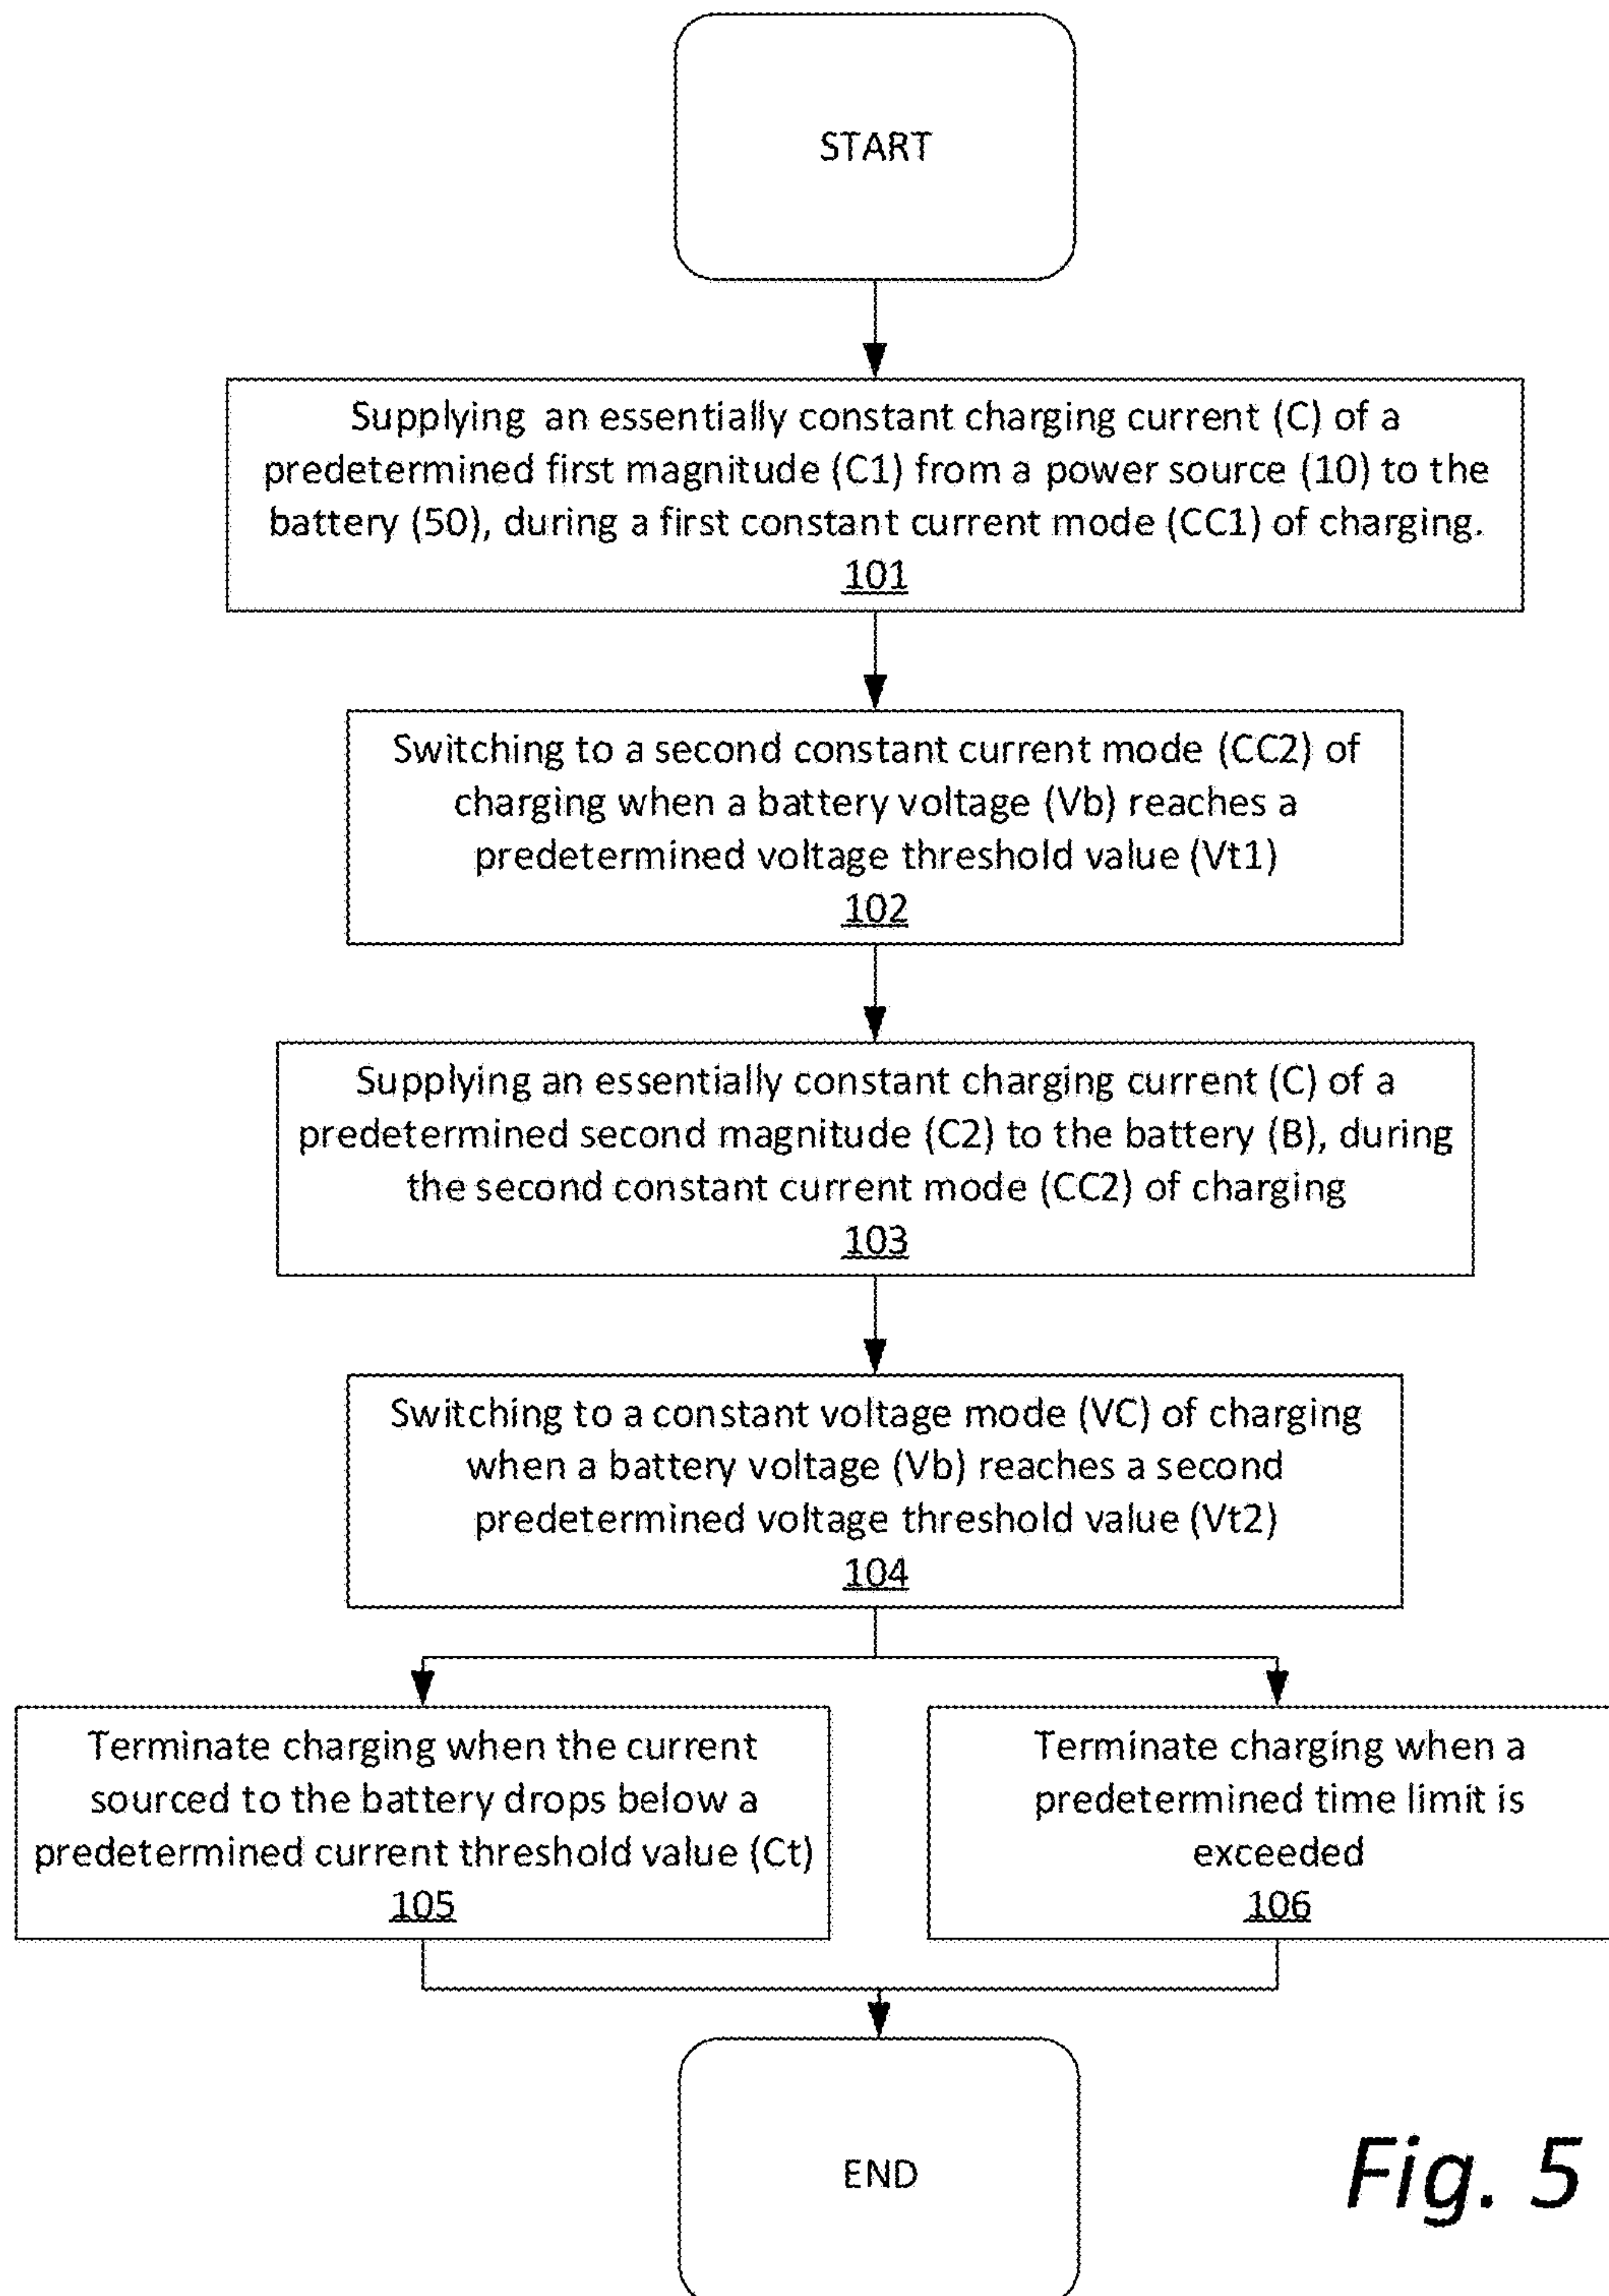 START
Supplying an essentially constant charging current (C) of a
predetermined first magnitude (C1) from a power source (10) to the
battery (50), during a first constant current mode (CC1) of charging.
101
Switching to a second constant current mode (CC2) of
charging when a battery voltage (Vb) reaches a
predetermined voltage threshold value (Vt1)
102
Supplying an essentially constant charging current (C) of a
predetermined second magnitude (C2) to the battery (B), during
the second constant current mode (CC2) of charging
103
Switching to a constant voltage mode (VC) of charging
when a battery voltage (Vb) reaches a second
predetermined voltage threshold value (Vt2)
104
Terminate charging when the current
sourced to the battery drops below a
predetermined current threshold value (Ct)
105
Terminate charging when a
predetermined time limit is
exceeded
106
END
Fig. 5